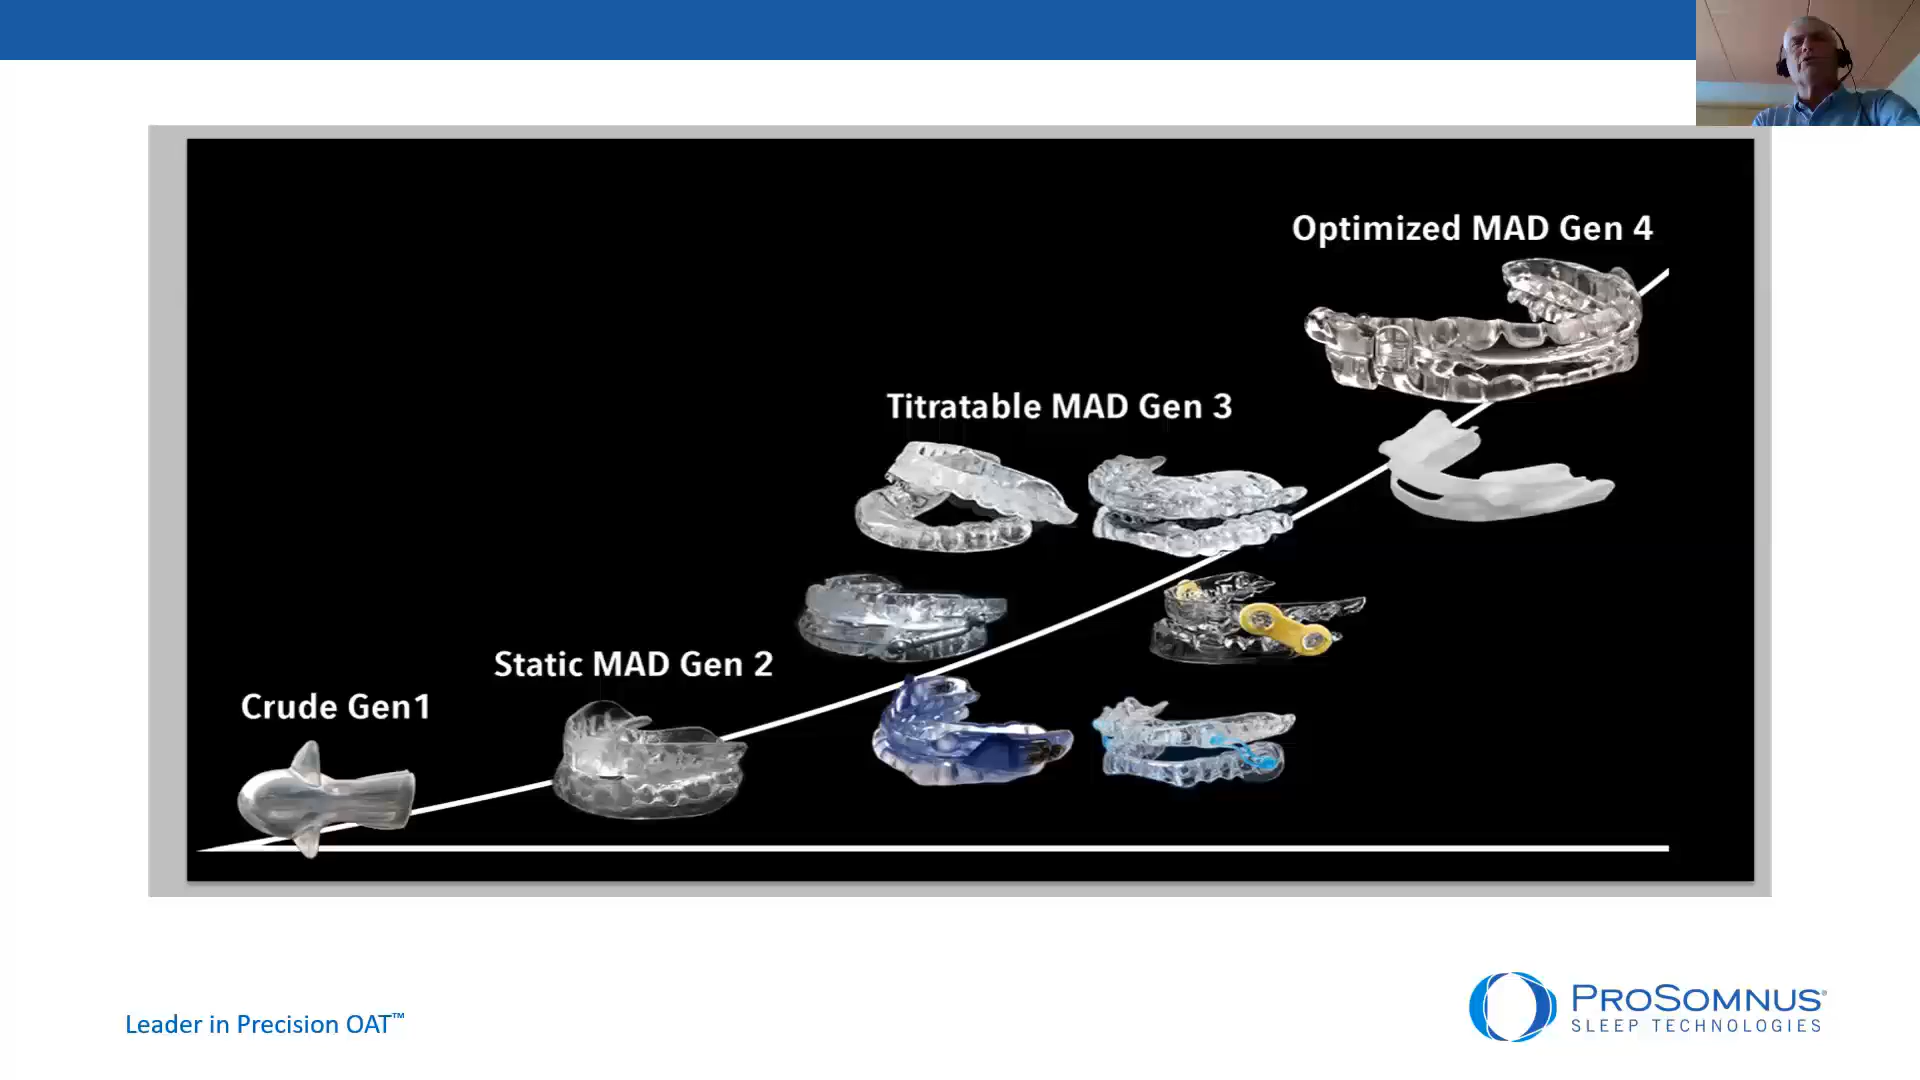 Optimized MAD Gen 4
Titratable MAD Gen 3
Static MAD Gen 2
Crude Gen1
Leader in Precision OAT™
PROSOMNUS®
SLEEP TECHNOLOGIES